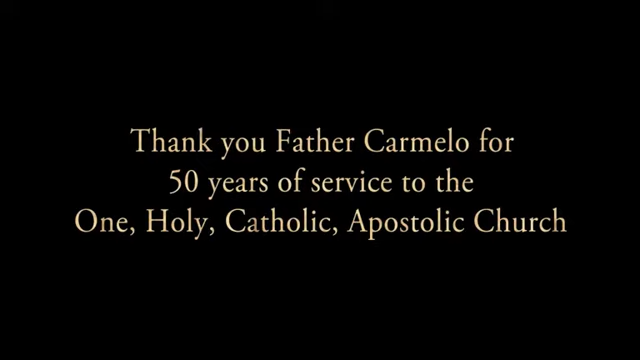 Thank you Father Carmelo for
50 years of service to the
One, Holy, Catholic, Apostolic Church